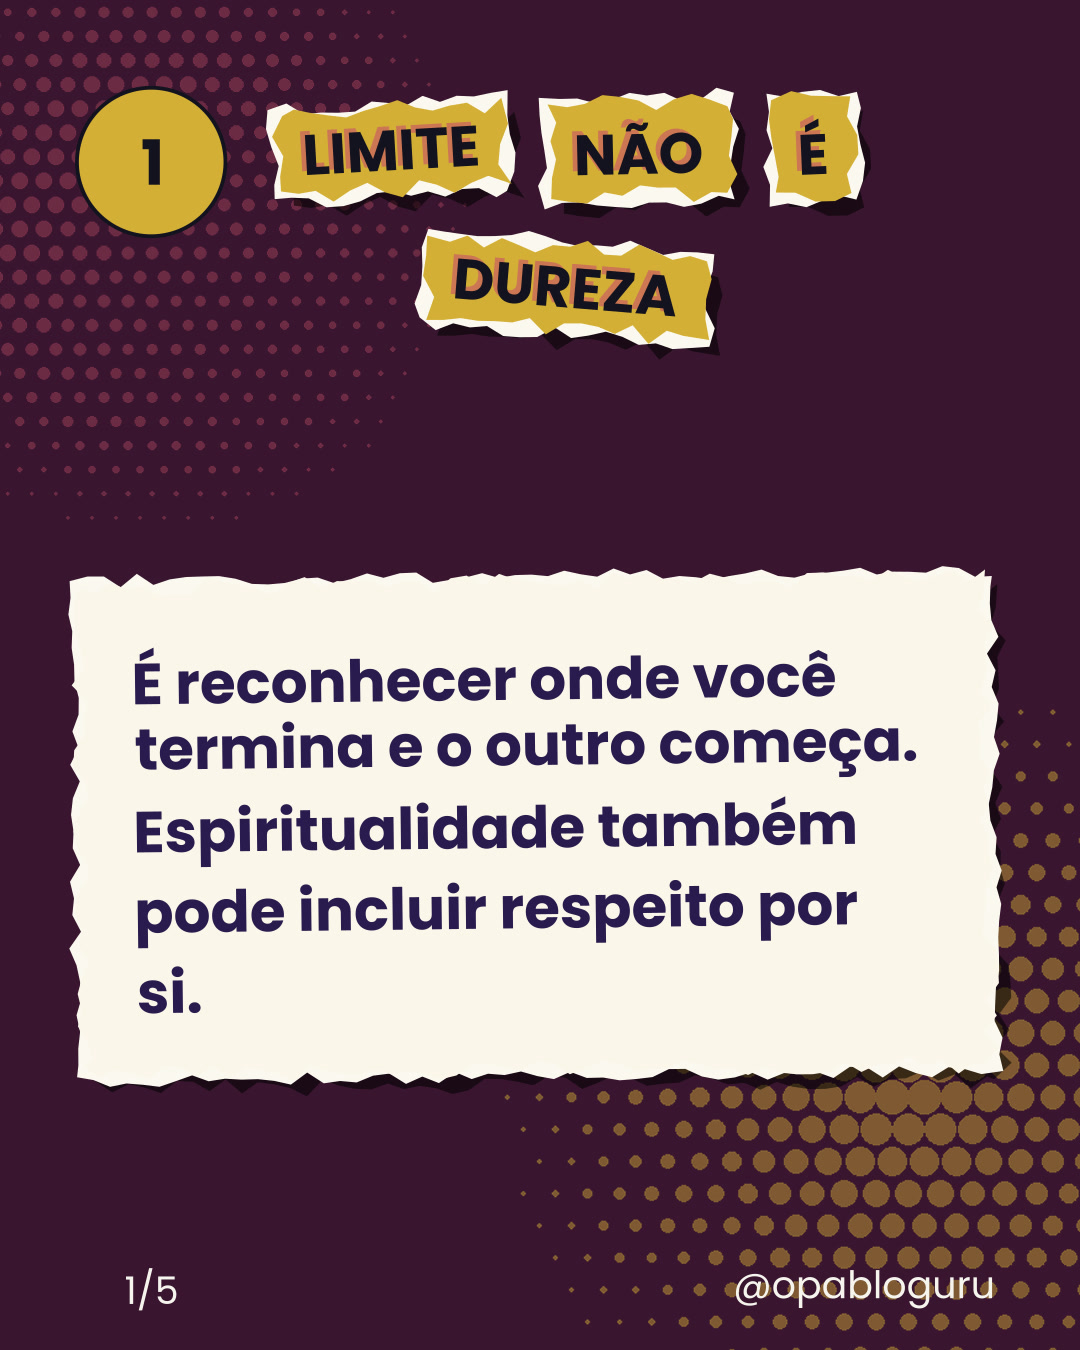 1
LIMITE NÃO É
DUREZA
É reconhecer onde você
termina e o outro começa.
Espiritualidade também
pode incluir respeito por
si.
1/5
@opabloguru